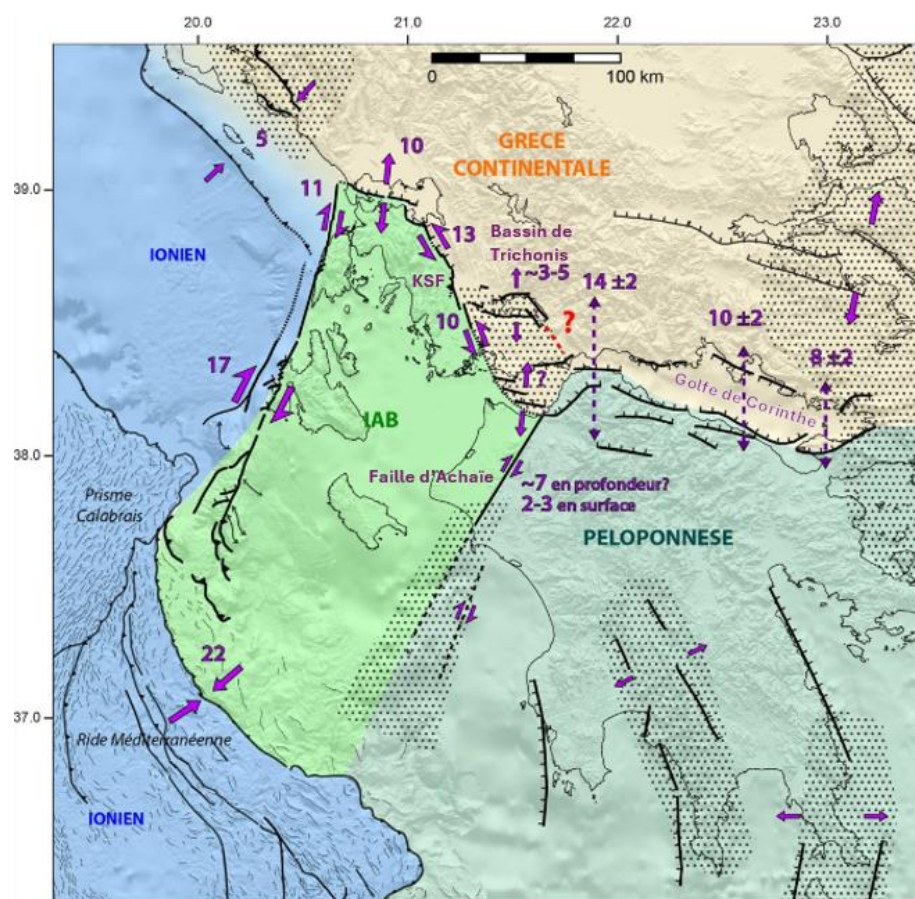 20.0
21.0
22.0
23.0
0
100 km
GRECE
CONTINENTALE
5
10
39.0
11
IONIEN
13
Bassin de
Trichonis
KSF
~3-5
14 ±2
10
?
10 ±2
17
8 ±2
?
Golfe de Corinthe
IAB
38.0
Faille d'Achaïe
~7 en profondeur?
2-3 en surface
Prisme
Calabrais
PELOPONNESE
22
37.0
Ride Méditerranéenne
IONIEN